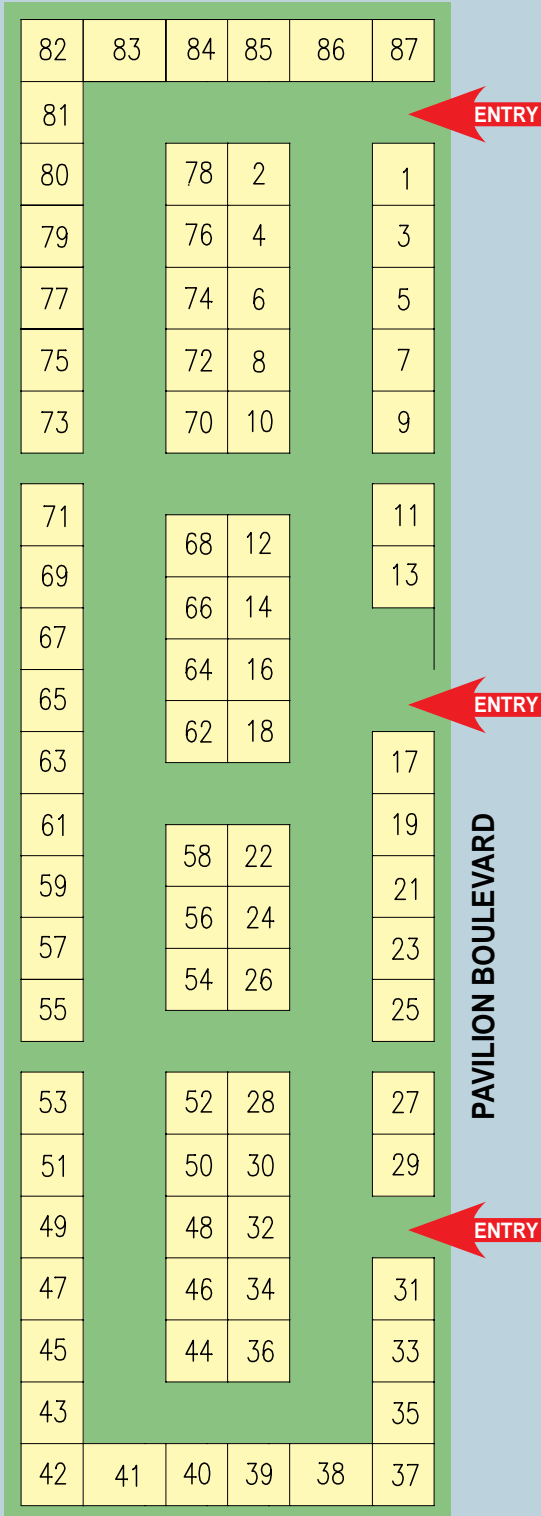 82 83 84 85 86 87
81 ENTRY
80 78 2 1
79 76 4 3
77 74 6 5
75 72 8 7
73 70 10 9
71 11
68 12
69 13
66 14
67
64 16
65 ENTRY
62 18
63 17
61 19
58 22
59 21
56 24
57 23
54 26
55 25
PAVILION BOULEVARD
53 52 28 27
51 50 30 29
49 48 32 ENTRY
47 46 34 31
45 44 36 33
43 35
42 41 40 39 38 37